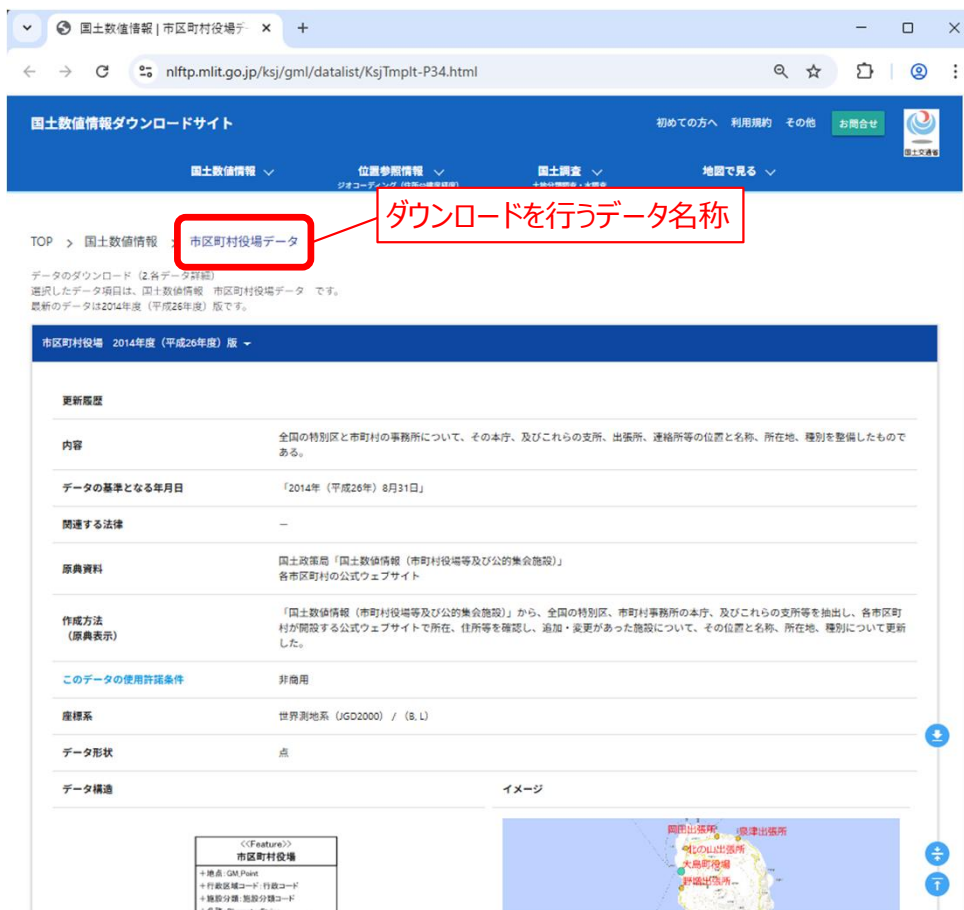 国土数値情報 | 市区町村役場デ
nlftp.mlit.go.jp/ksj/gml/datalist/KsjTmplt-P34.html
国土数値情報ダウンロードサイト
初めての方へ 利用規約 その他 お問合せ
国土交通省
国土数値情報 位置参照情報 国土調査 地図で見る
ダウンロードを行うデータ名称
TOP > 国土数値情報 > 市区町村役場データ
データのダウンロード（2.各データ詳細）
選択したデータ項目は、国土数値情報 市区町村役場データ です。
最新のデータは2014年度（平成26年度）版です。
市区町村役場 2014年度（平成26年度）版
更新履歴
内容
全国の特別区と市町村の事務所について、その本庁、及びこれらの支所、出張所、連絡所等の位置と名称、所在地、種別を整備したもので
ある。
データの基準となる年月日
「2014年（平成26年）8月31日」
関連する法律
－
原典資料
国土政策局「国土数値情報（市町村役場等及び公的集会施設）」
各市区町村の公式ウェブサイト
作成方法
（原典表示）
「国土数値情報（市町村役場等及び公的集会施設）」から、全国の特別区、市町村事務所の本庁、及びこれらの支所等を抽出し、各市区町
村が開設する公式ウェブサイトで所在、住所等を確認し、追加・変更があった施設について、その位置と名称、所在地、種別について更新
した。
このデータの使用許諾条件
非商用
座標系
世界測地系（JGD2000） / （B, L）
データ形状
点
データ構造
イメージ
<<Feature>>
市区町村役場
+地点: GM_Point
+行政区域コード: 行政コード
+施設分類: 施設分類コード
岡田出張所
泉津出張所
北の山出張所
大島町役場
野増出張所